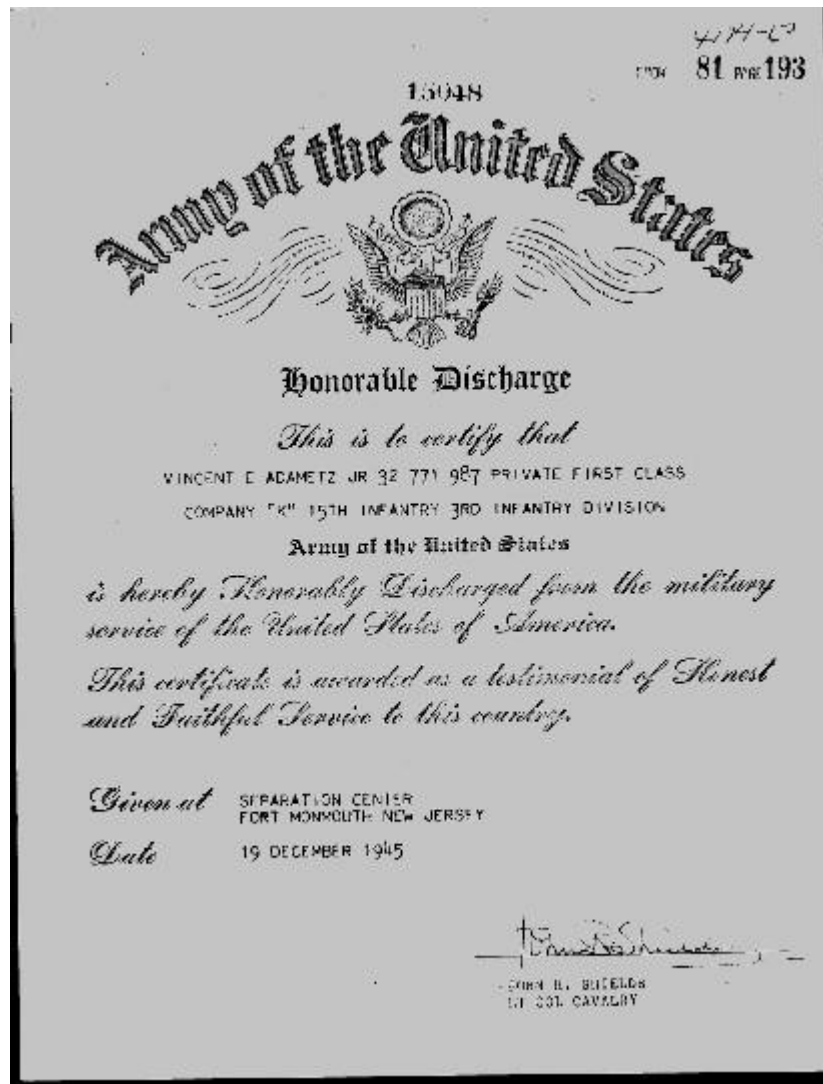 81 PAGE 193
15048
Army of the United States
Honorable Discharge
This is to certify that
VINCENT E ADAMETZ JR 32 771 987 PRIVATE FIRST CLASS
COMPANY "K" 15TH INFANTRY 3RD INFANTRY DIVISION
Army of the United States
is hereby Honorably Discharged from the military
service of the United States of America.
This certificate is awarded as a testimonial of Honest
and Faithful Service to this country.
Given at SEPARATION CENTER
FORT MONMOUTH NEW JERSEY
Date 19 DECEMBER 1945
JOHN SHIELDS
LT COL CAVALRY